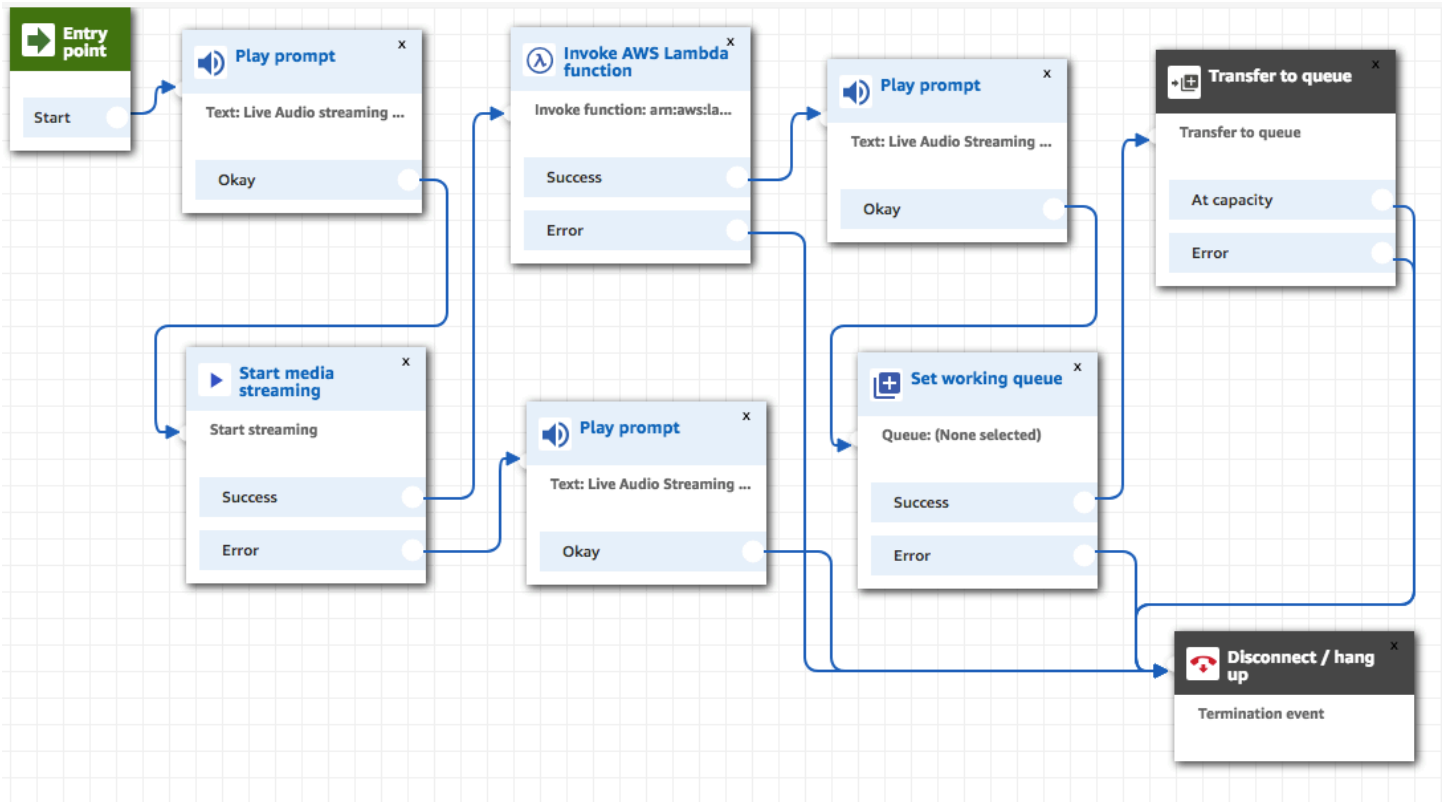 Entry
point
Start
x
Play prompt
Text: Live Audio streaming ...
Okay
x
Invoke AWS Lambda
function
Invoke function: arn:aws:la...
Success
Error
x
Play prompt
Text: Live Audio Streaming ...
Okay
x
Transfer to queue
Transfer to queue
At capacity
Error
x
Start media
streaming
Start streaming
Success
Error
x
Play prompt
Text: Live Audio Streaming ...
Okay
x
Set working queue
Queue: (None selected)
Success
Error
x
Disconnect / hang
up
Termination event